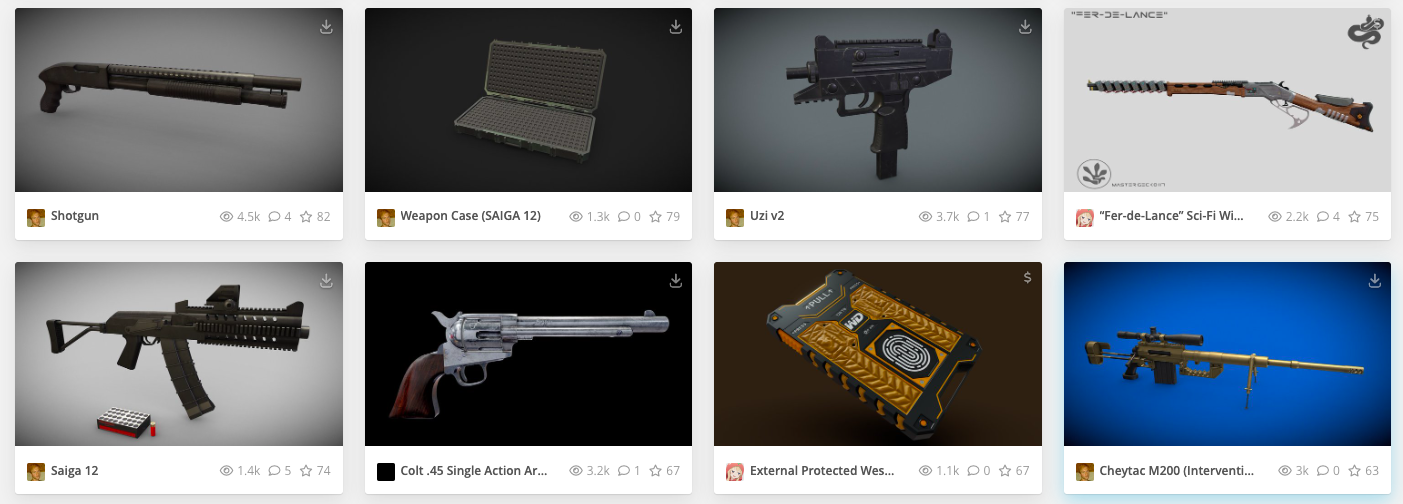 "FER-DE-LANCE"
MASTERGECKO47
Shotgun 4.5k 4 82
Weapon Case (SAIGA 12) 1.3k 0 79
Uzi v2 3.7k 1 77
“Fer-de-Lance” Sci-Fi Wi... 2.2k 4 75
$
↑PULL↑
WD
Saiga 12 1.4k 5 74
Colt .45 Single Action Ar... 3.2k 1 67
External Protected Wes... 1.1k 0 67
Cheytac M200 (Interventi... 3k 0 63